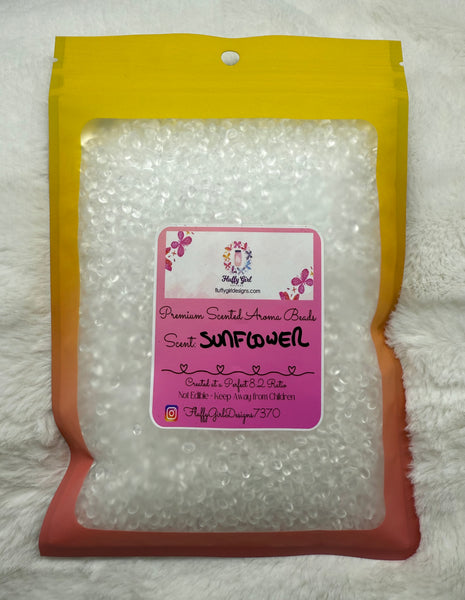 Fluffy Girl
fluffygirldesigns.com
Premium Scented Aroma Beads
Scent: SUNFLOWER
Created at a Perfect 8:2 Ratio
Not Edible - Keep Away from Children
FluffyGirlDesigns7370